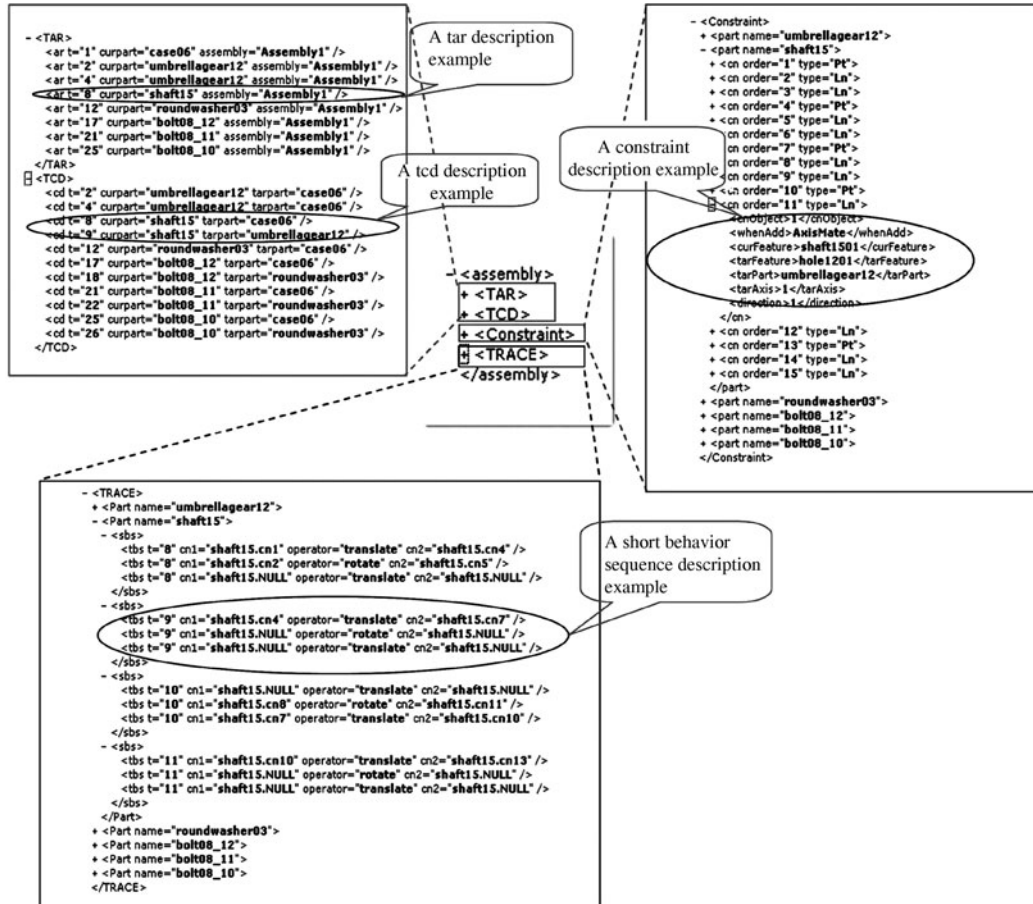 - <TAR>
<ar t="1" curpart="case06" assembly="Assembly1" />
<ar t="2" curpart="umbrellagear12" assembly="Assembly1" />
<ar t="4" curpart="umbrellagear12" assembly="Assembly1" />
<ar t="8" curpart="shaft15" assembly="Assembly1" />
<ar t="12" curpart="roundwasher03" assembly="Assembly1" />
<ar t="17" curpart="bolt08_12" assembly="Assembly1" />
<ar t="21" curpart="bolt08_11" assembly="Assembly1" />
<ar t="25" curpart="bolt08_10" assembly="Assembly1" />
</TAR>
- <TCD>
<cd t="2" curpart="umbrellagear12" tarpart="case06" />
<cd t="4" curpart="umbrellagear12" tarpart="case06" />
<cd t="8" curpart="shaft15" tarpart="case06" />
<cd t="9" curpart="shaft15" tarpart="umbrellagear12" />
<cd t="12" curpart="roundwasher03" tarpart="case06" />
<cd t="17" curpart="bolt08_12" tarpart="case06" />
<cd t="18" curpart="bolt08_12" tarpart="roundwasher03" />
<cd t="21" curpart="bolt08_11" tarpart="case06" />
<cd t="22" curpart="bolt08_11" tarpart="roundwasher03" />
<cd t="25" curpart="bolt08_10" tarpart="case06" />
<cd t="26" curpart="bolt08_10" tarpart="roundwasher03" />
</TCD>
A tar description
example
A tcd description
example
- <assembly>
+ <TAR>
+ <TCD>
+ <Constraint>
+ <TRACE>
</assembly>
- <Constraint>
+ <part name="umbrellagear12">
- <part name="shaft15">
+ <cn order="1" type="Pt">
+ <cn order="2" type="Ln">
+ <cn order="3" type="Ln">
+ <cn order="4" type="Pt">
+ <cn order="5" type="Ln">
<cn order="6" type="Ln">
<cn order="7" type="Pt">
<cn order="8" type="Ln">
<cn order="9" type="Ln">
+ <cn order="10" type="Pt">
<cn order="11" type="Ln">
<cnObject>1</cnObject>
<whenAdd>AxisMate</whenAdd>
<curFeature>shaft1501</curFeature>
<tarFeature>hole1201</tarFeature>
<tarPart>umbrellagear12</tarPart>
<tarAxis>1</tarAxis>
<direction>1</direction>
</cn>
+ <cn order="12" type="Ln">
+ <cn order="13" type="Pt">
+ <cn order="14" type="Ln">
+ <cn order="15" type="Ln">
</part>
+ <part name="roundwasher03">
+ <part name="bolt08_12">
+ <part name="bolt08_11">
+ <part name="bolt08_10">
</Constraint>
A constraint
description example
- <TRACE>
+ <Part name="umbrellagear12">
- <Part name="shaft15">
- <sbs>
<tbs t="8" cn1="shaft15.cn1" operator="translate" cn2="shaft15.cn4" />
<tbs t="8" cn1="shaft15.cn2" operator="rotate" cn2="shaft15.cn5" />
<tbs t="8" cn1="shaft15.NULL" operator="translate" cn2="shaft15.NULL" />
</sbs>
- <sbs>
<tbs t="9" cn1="shaft15.cn4" operator="translate" cn2="shaft15.cn7" />
<tbs t="9" cn1="shaft15.NULL" operator="rotate" cn2="shaft15.NULL" />
<tbs t="9" cn1="shaft15.NULL" operator="translate" cn2="shaft15.NULL" />
</sbs>
- <sbs>
<tbs t="10" cn1="shaft15.NULL" operator="translate" cn2="shaft15.NULL" />
<tbs t="10" cn1="shaft15.cn8" operator="rotate" cn2="shaft15.cn11" />
<tbs t="10" cn1="shaft15.cn7" operator="translate" cn2="shaft15.cn10" />
</sbs>
- <sbs>
<tbs t="11" cn1="shaft15.cn10" operator="translate" cn2="shaft15.cn13" />
<tbs t="11" cn1="shaft15.NULL" operator="rotate" cn2="shaft15.NULL" />
<tbs t="11" cn1="shaft15.NULL" operator="translate" cn2="shaft15.NULL" />
</sbs>
</Part>
+ <Part name="roundwasher03">
+ <Part name="bolt08_12">
+ <Part name="bolt08_11">
+ <Part name="bolt08_10">
</TRACE>
A short behavior
sequence description
example